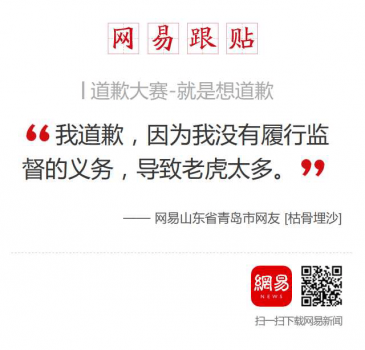 网易跟贴
| 道歉大赛-就是想道歉
“我道歉，因为我没有履行监
督的义务，导致老虎太多。”
—— 网易山东省青岛市网友 [枯骨埋沙]
網易
NEWS
扫一扫下载网易新闻